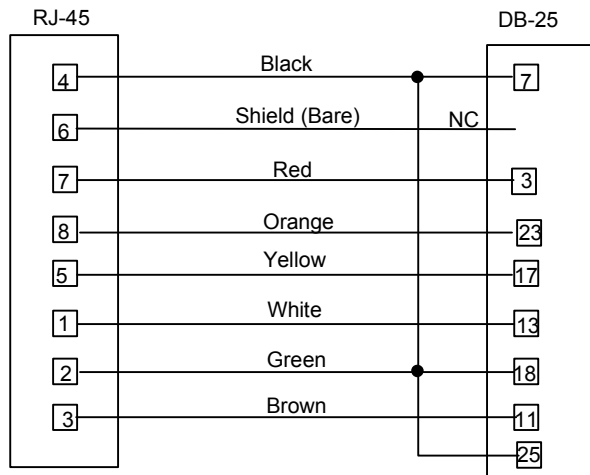 RJ-45 DB-25
4 Black 7
6 Shield (Bare) NC
7 Red 3
8 Orange 23
5 Yellow 17
1 White 13
2 Green 18
3 Brown 11
25